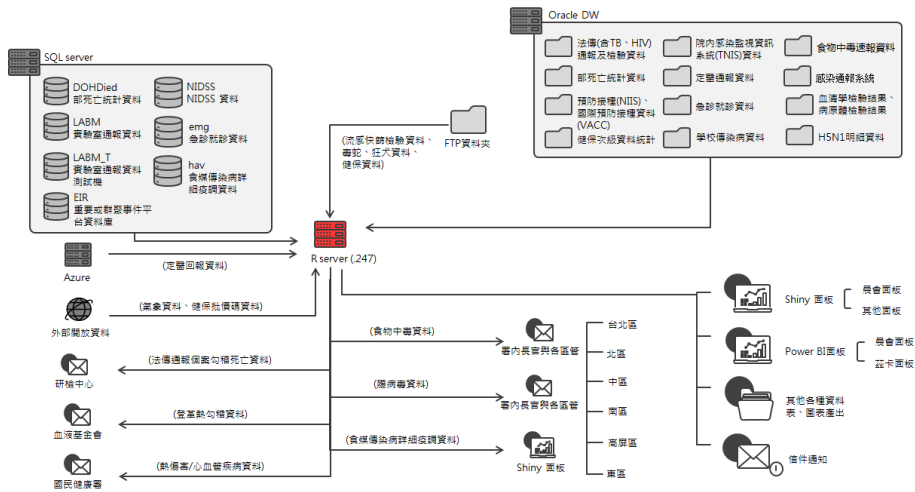 Oracle DW
法傳(含TB、HIV)
通報及檢驗資料
院內感染監視資訊
系統(TNIS)資料
食物中毒速報資料
部死亡統計資料
定醫通報資料
感染通報系統
預防接種(NIIS)、
國際預防接種資料
(VACC)
急診就診資料
血清學檢驗結果、
病原體檢驗結果
健保次級資料統計
學校傳染病資料
H5N1明細資料
SQL server
DOHDied
部死亡統計資料
NIDSS
NIDSS 資料
LABM
實驗室通報資料
emg
急診就診資料
LABM_T
實驗室通報資料
測試機
hav
食媒傳染病詳
細疫調資料
EIR
重要或群聚事件平
台資料庫
FTP資料夾
(流感快篩檢驗資料、
毒蛇、狂犬資料、
健保資料)
R server (.247)
Azure
(定醫回報資料)
外部開放資料
(氣象資料、健保批價碼資料)
研檢中心
(法傳通報個案勾稽死亡資料)
血液基金會
(登革熱勾稽資料)
國民健康署
(熱傷害/心血管疾病資料)
(食物中毒資料)
署內長官與各區管
(腸病毒資料)
署內長官與各區管
(食媒傳染病詳細疫調資料)
Shiny 面板
台北區
北區
中區
南區
高屏區
東區
Shiny 面板
晨會面板
其他面板
Power BI面板
晨會面板
茲卡面板
其他各種資料
表、圖表產出
信件通知